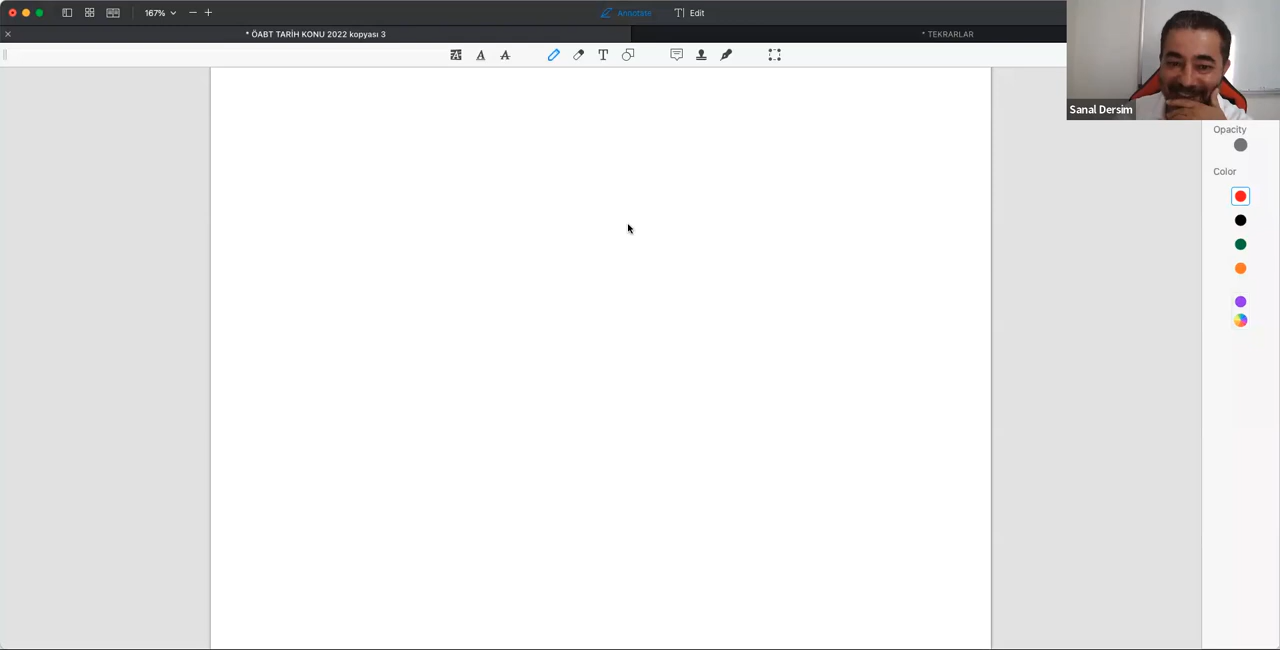 167%
Annotate
Edit
* ÖABT TARİH KONU 2022 kopyası 3
* TEKRARLAR
Sanal Dersim
Opacity
Color